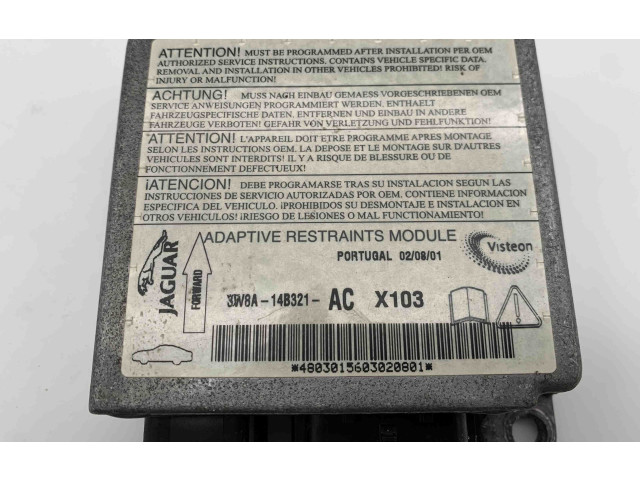 ATTENTION! MUST BE PROGRAMMED AFTER INSTALLATION PER OEM
AUTHORIZED SERVICE INSTRUCTIONS. CONTAINS VEHICLE SPECIFIC DATA.
REMOVAL AND INSTALLATION IN OTHER VEHICLES PROHIBITED! RISK OF
INJURY OR MALFUNCTION!
ACHTUNG! MUSS NACH EINBAU GEMAESS VORGESCHRIEBENEN OEM
SERVICE ANWEISUNGEN PROGRAMMIERT WERDEN, ENTHAELT
FAHRZEUGSPEZIFISCHE DATEN, ENTFERNEN UND EINBAU IN ANDERE
FAHRZEUGE VERBOTEN! GEFAHR VON VERLETZUNG UND FEHLFUNKTION!
ATTENTION! L'APPAREIL DOIT ETRE PROGRAMME APRES MONTAGE
SELON LES INSTRUCTIONS OEM. LA DEPOSE ET LE MONTAGE SUR D'AUTRES
VEHICULES SONT INTERDITS! IL Y A RISQUE DE BLESSURE OU DE
FONCTIONNEMENT DEFECTUEUX!
¡ATENCION! DEBE PROGRAMARSE TRAS SU INSTALACION SEGUN LAS
INSTRUCCIONES DE SERVICIO AUTORIZADAS POR OEM, CONTIENE INFORMACION
ESPECIFICA DEL VEHICULO. ¡PROHIBIDO SU DESMONTAJE E INSTALACION EN
OTROS VEHICULOS! ¡RIESGO DE LESIONES O MAL FUNCIONAMIENTO!
JAGUAR
FORWARD
ADAPTIVE RESTRAINTS MODULE
PORTUGAL 02/08/01
Visteon
3W8A-14B321- AC X103
*4803015603020801*